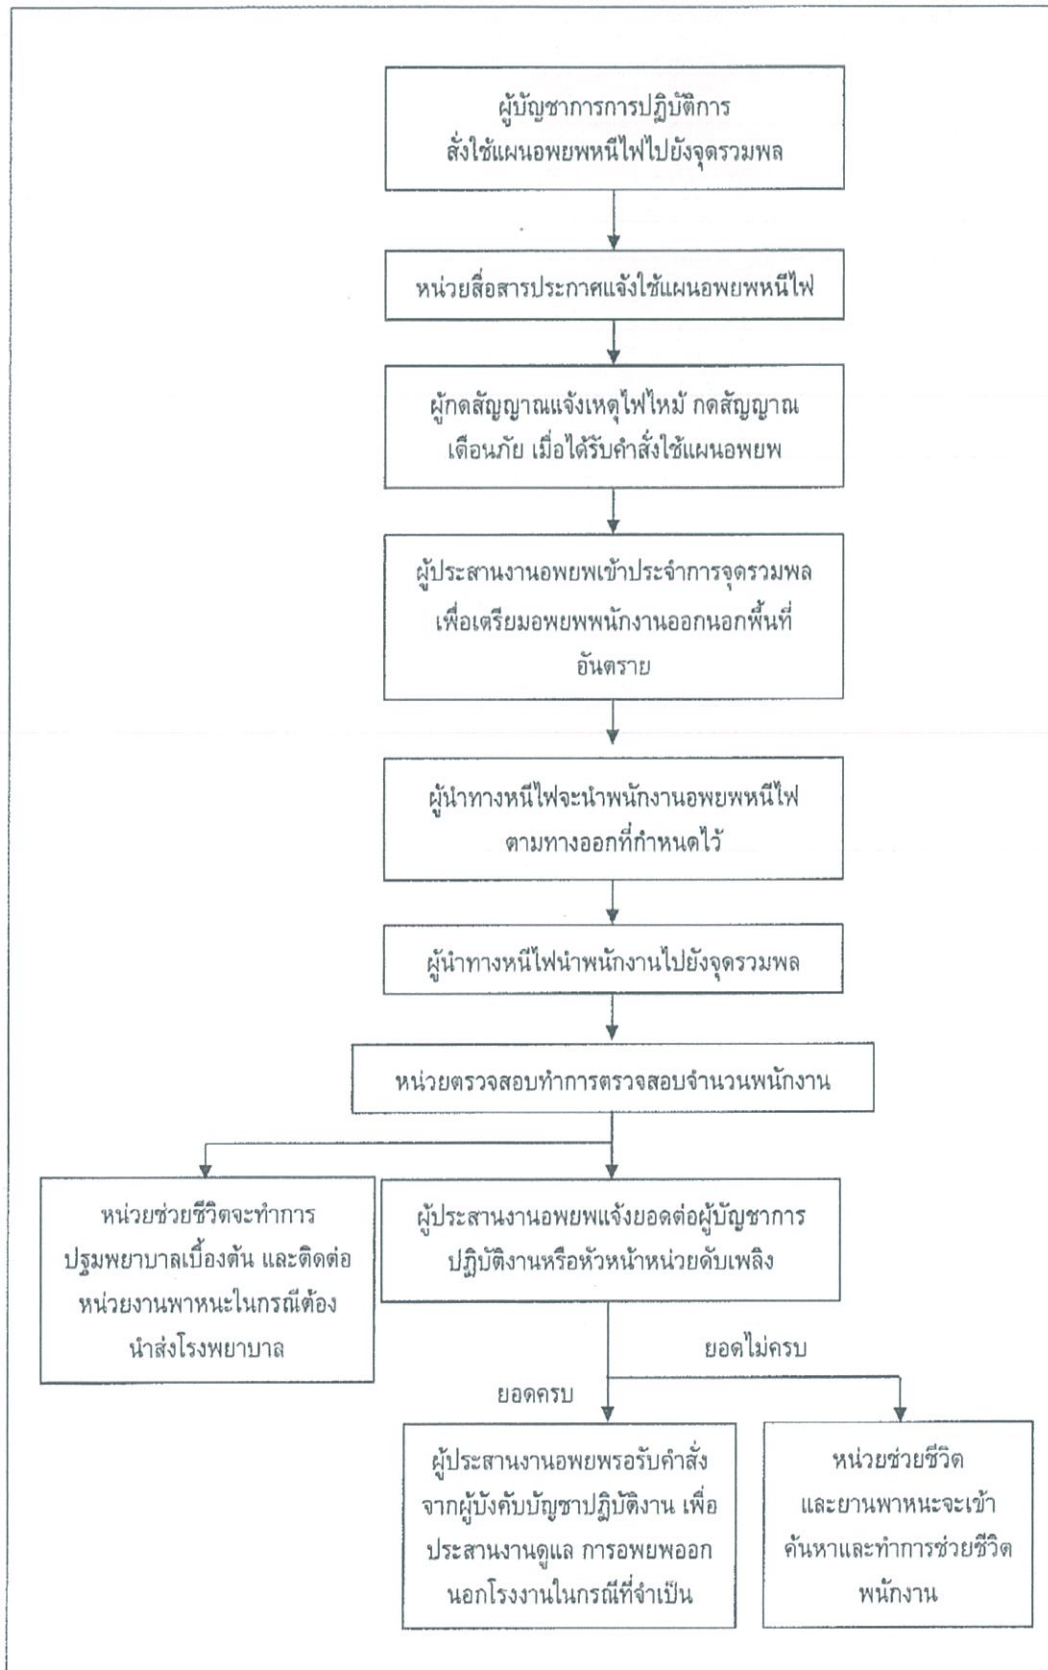 ผู้บัญชาการการปฏิบัติการ
สั่งใช้แผนอพยพหนีไฟไปยังจุดรวมพล
หน่วยสื่อสารประกาศแจ้งใช้แผนอพยพหนีไฟ
ผู้กดสัญญาณแจ้งเหตุไฟไหม้ กดสัญญาณ
เตือนภัย เมื่อได้รับคำสั่งใช้แผนอพยพ
ผู้ประสานงานอพยพเข้าประจำการจุดรวมพล
เพื่อเตรียมอพยพพนักงานออกนอกพื้นที่
อันตราย
ผู้นำทางหนีไฟจะนำพนักงานอพยพหนีไฟ
ตามทางออกที่กำหนดไว้
ผู้นำทางหนีไฟนำพนักงานไปยังจุดรวมพล
หน่วยตรวจสอบทำการตรวจสอบจำนวนพนักงาน
หน่วยช่วยชีวิตจะทำการ
ปฐมพยาบาลเบื้องต้น และติดต่อ
หน่วยงานพาหนะในกรณีต้อง
นำส่งโรงพยาบาล
ผู้ประสานงานอพยพแจ้งยอดต่อผู้บัญชาการ
ปฏิบัติงานหรือหัวหน้าหน่วยดับเพลิง
ยอดไม่ครบ
ยอดครบ
ผู้ประสานงานอพยพรอรับคำสั่ง
จากผู้บังคับบัญชาปฏิบัติงาน เพื่อ
ประสานงานดูแล การอพยพออก
นอกโรงงานในกรณีที่จำเป็น
หน่วยช่วยชีวิต
และยานพาหนะจะเข้า
ค้นหาและทำการช่วยชีวิต
พนักงาน